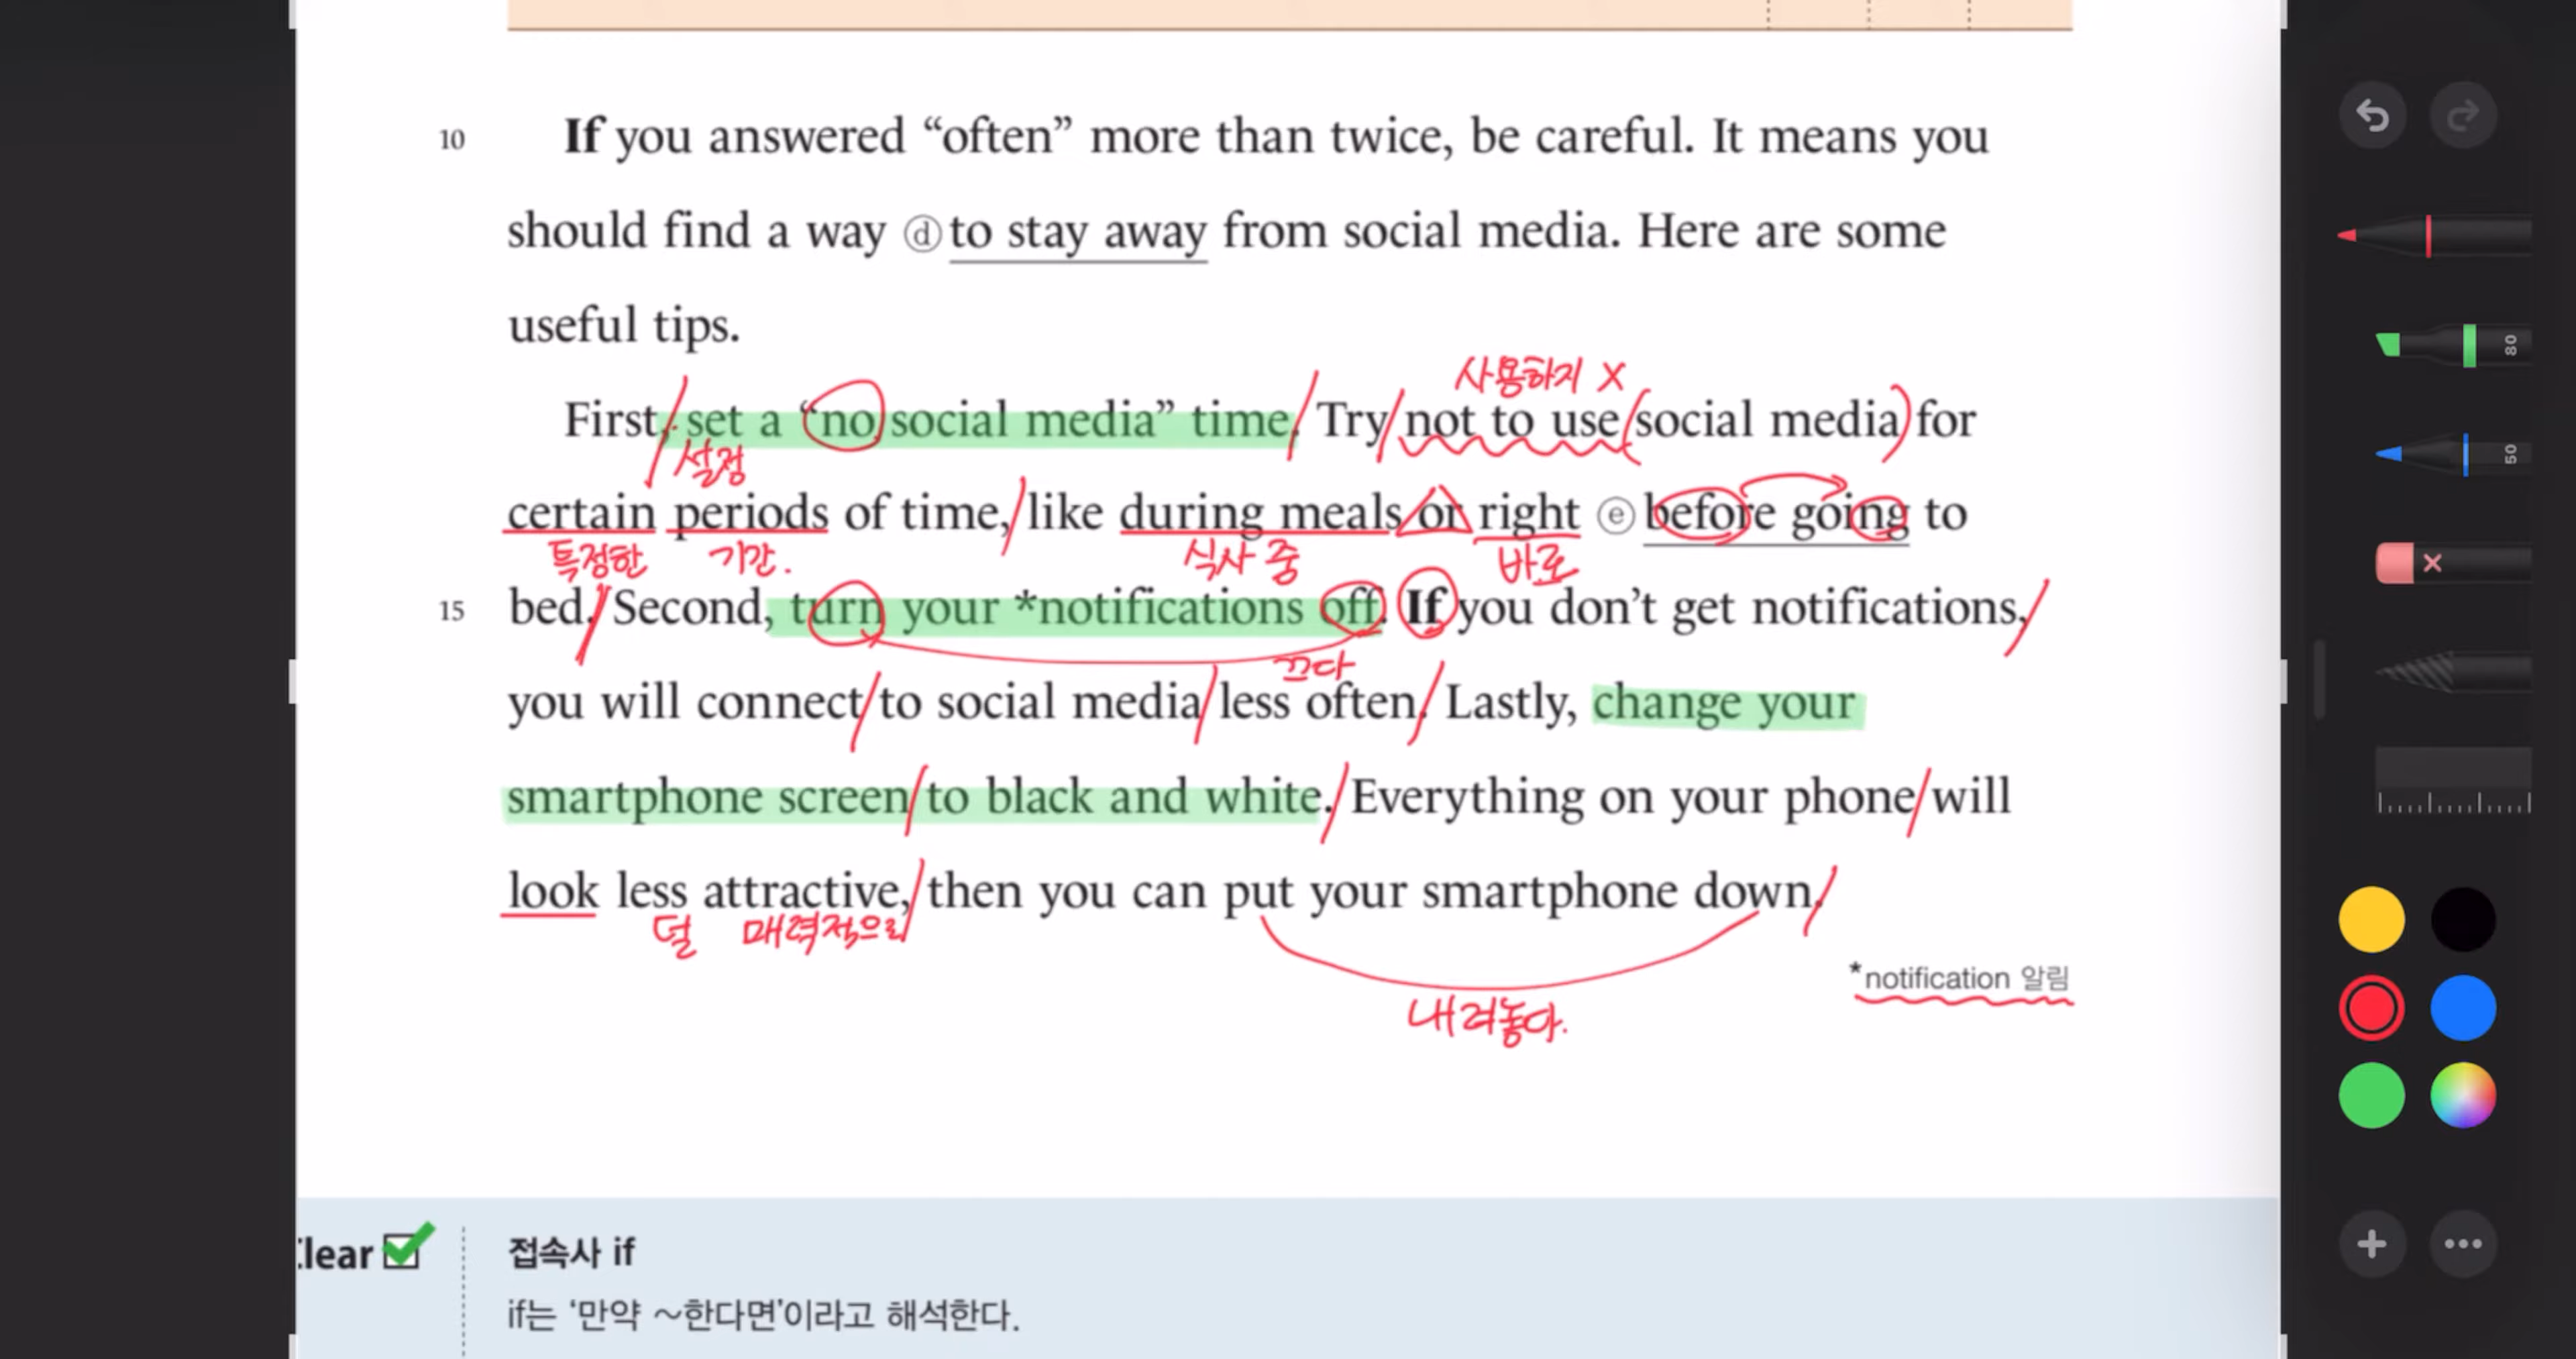 10 If you answered “often” more than twice, be careful. It means you
should find a way ⓓ to stay away from social media. Here are some
useful tips.
사용하지 X
First, set a “no social media” time. Try not to use social media for
설정
certain periods of time, like during meals or right ⓔ before going to
특정한 기간. 식사 중 바로
15 bed. Second, turn your *notifications off. If you don’t get notifications,
끄다
you will connect to social media less often. Lastly, change your
smartphone screen to black and white. Everything on your phone will
look less attractive, then you can put your smartphone down.
덜 매력적으로
*notification 알림
내려놓다.
lear
접속사 if
if는 ‘만약 ~한다면’이라고 해석한다.
80
50